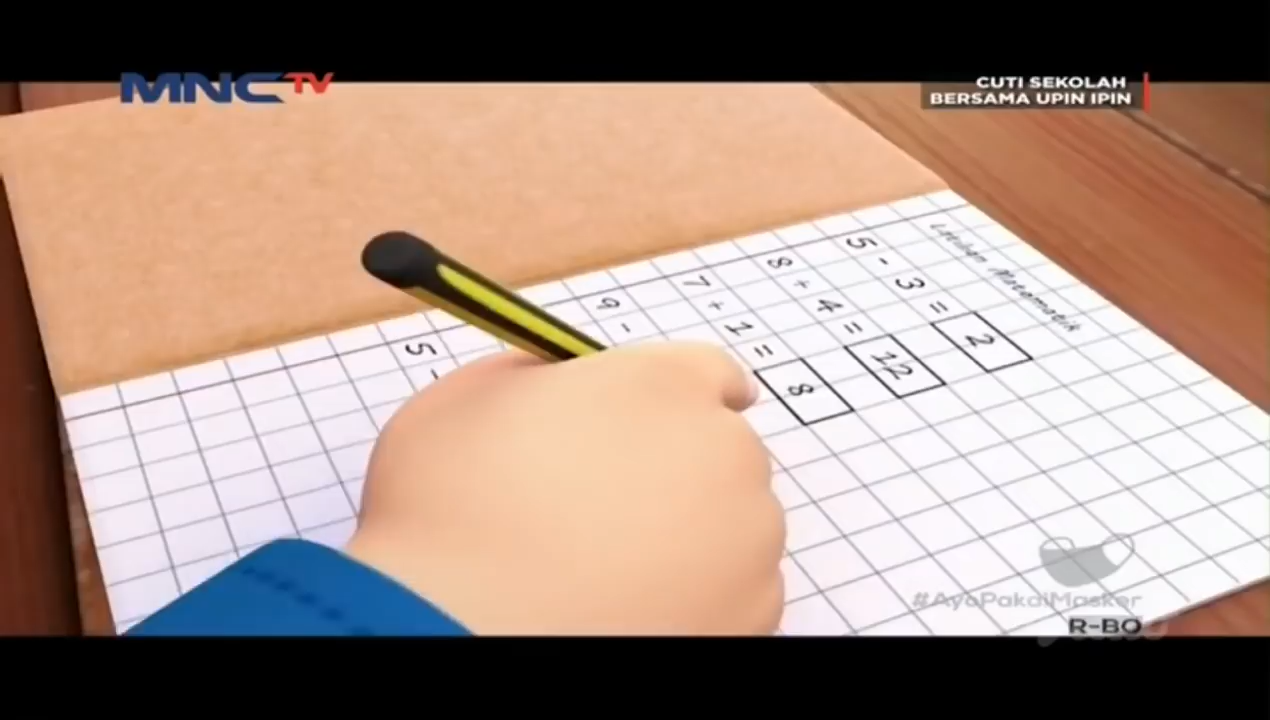 MNCTV
CUTI SEKOLAH
BERSAMA UPIN IPIN
Latihan Matematik
5 - 3 = 2
8 + 4 = 12
7 + 1 = 8
9 -
5 -
#AyoPakaiMasker
R-BO